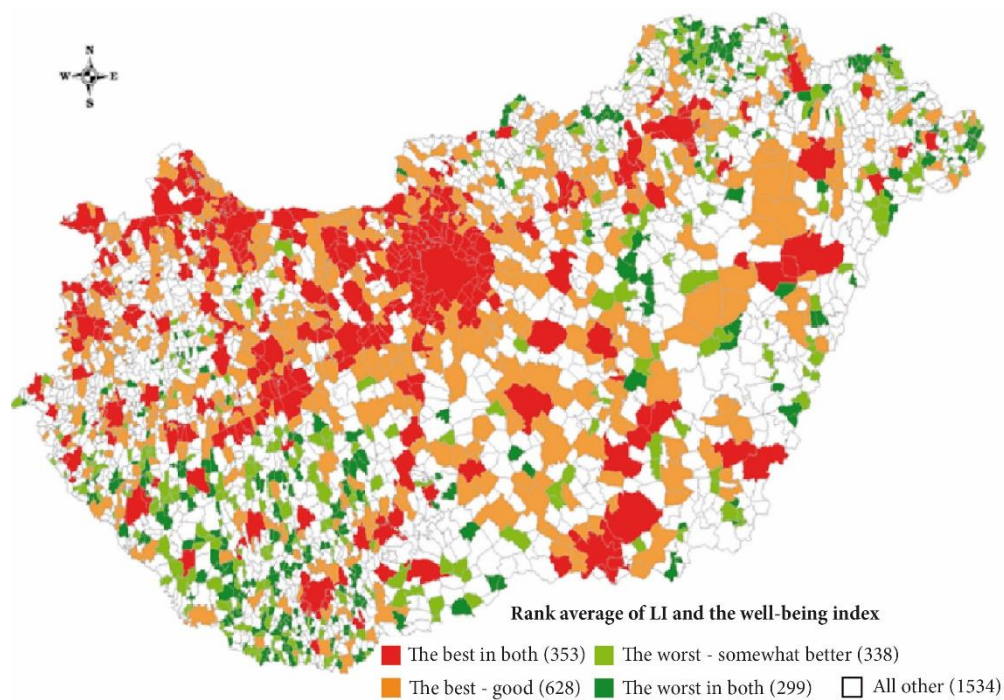 N
W E
S
Rank average of LI and the well-being index
The best in both (353) The worst - somewhat better (338)
The best - good (628) The worst in both (299) All other (1534)